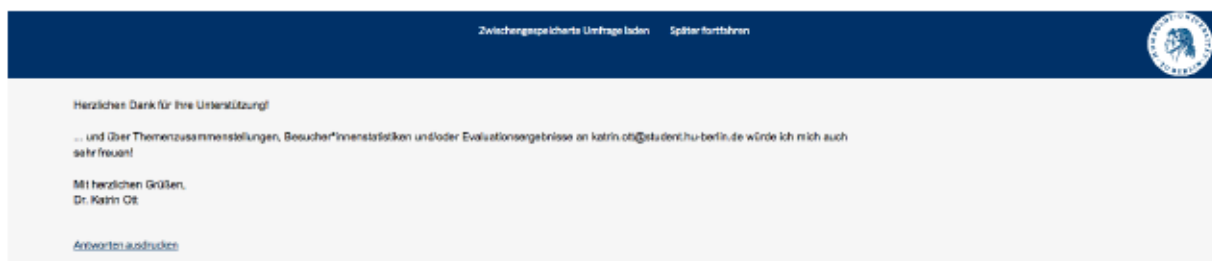 Zwischengespeicherte Umfrage laden Später fortfahren
Herzlichen Dank für Ihre Unterstützung!
... und über Themenzusammenstellungen, Besucher*innenstatistiken und/oder Evaluationsergebnisse an katrin.ott@student.hu-berlin.de würde ich mich auch
sehr freuen!
Mit herzlichen Grüßen,
Dr. Katrin Ott
Antworten ausdrucken